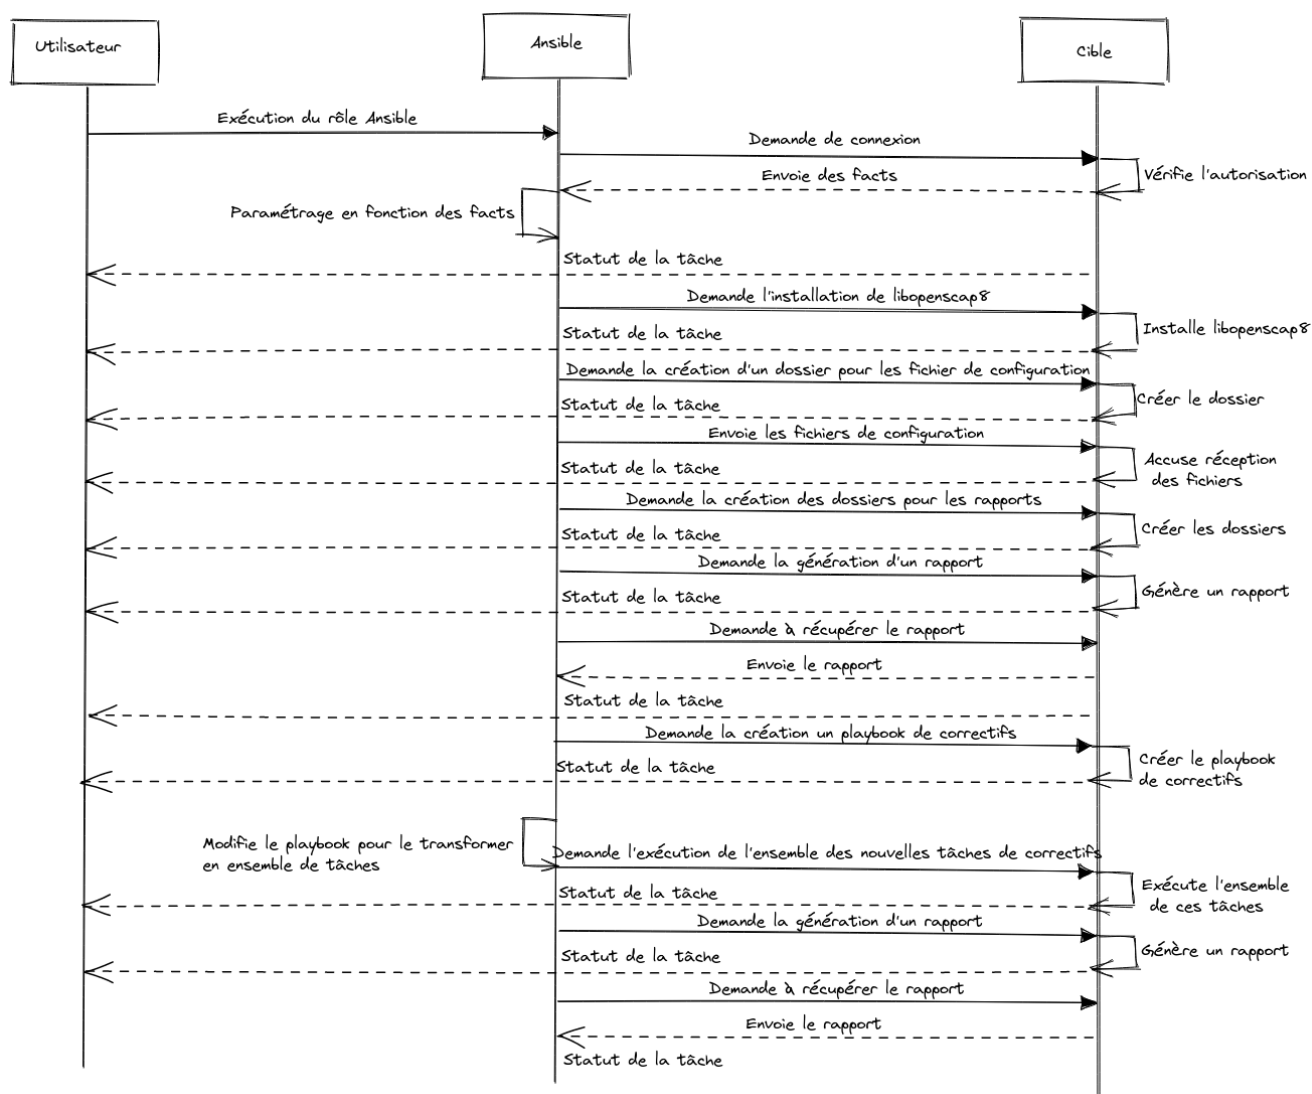 Utilisateur
Ansible
Cible
Exécution du rôle Ansible
Demande de connexion
Envoie des facts
Vérifie l'autorisation
Paramétrage en fonction des facts
Statut de la tâche
Demande l'installation de libopenscap8
Installe libopenscap8
Statut de la tâche
Demande la création d'un dossier pour les fichier de configuration
Créer le dossier
Statut de la tâche
Envoie les fichiers de configuration
Accuse réception
des fichiers
Statut de la tâche
Demande la création des dossiers pour les rapports
Créer les dossiers
Statut de la tâche
Demande la génération d'un rapport
Génère un rapport
Statut de la tâche
Demande à récupérer le rapport
Envoie le rapport
Statut de la tâche
Demande la création un playbook de correctifs
Créer le playbook
de correctifs
Statut de la tâche
Modifie le playbook pour le transformer
en ensemble de tâches
Demande l'exécution de l'ensemble des nouvelles tâches de correctifs
Exécute l'ensemble
de ces tâches
Statut de la tâche
Demande la génération d'un rapport
Génère un rapport
Statut de la tâche
Demande à récupérer le rapport
Envoie le rapport
Statut de la tâche